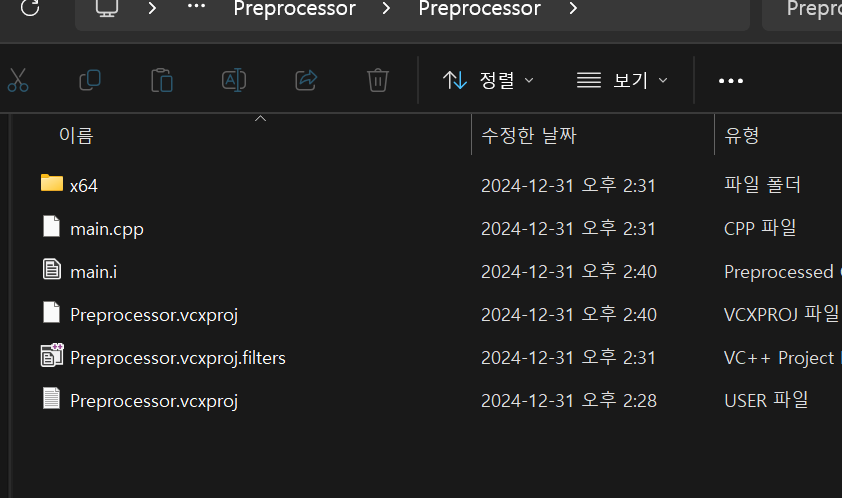 ··· Preprocessor > Preprocessor > Prepro
정렬 보기 ···
이름 수정한 날짜 유형
x64 2024-12-31 오후 2:31 파일 폴더
main.cpp 2024-12-31 오후 2:31 CPP 파일
main.i 2024-12-31 오후 2:40 Preprocessed
Preprocessor.vcxproj 2024-12-31 오후 2:40 VCXPROJ 파일
Preprocessor.vcxproj.filters 2024-12-31 오후 2:31 VC++ Project
Preprocessor.vcxproj 2024-12-31 오후 2:28 USER 파일